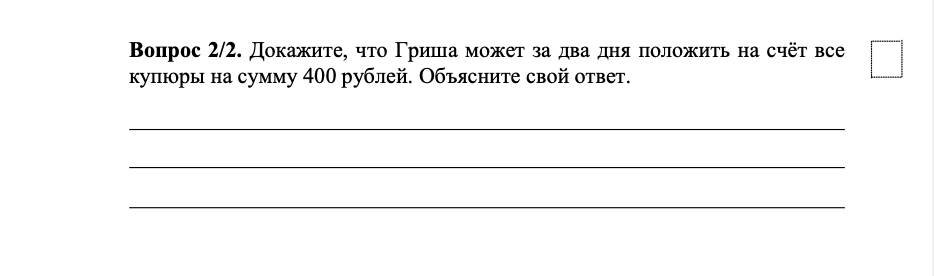 Вопрос 2/2. Докажите, что Гриша может за два дня положить на счёт все
купюры на сумму 400 рублей. Объясните свой ответ.